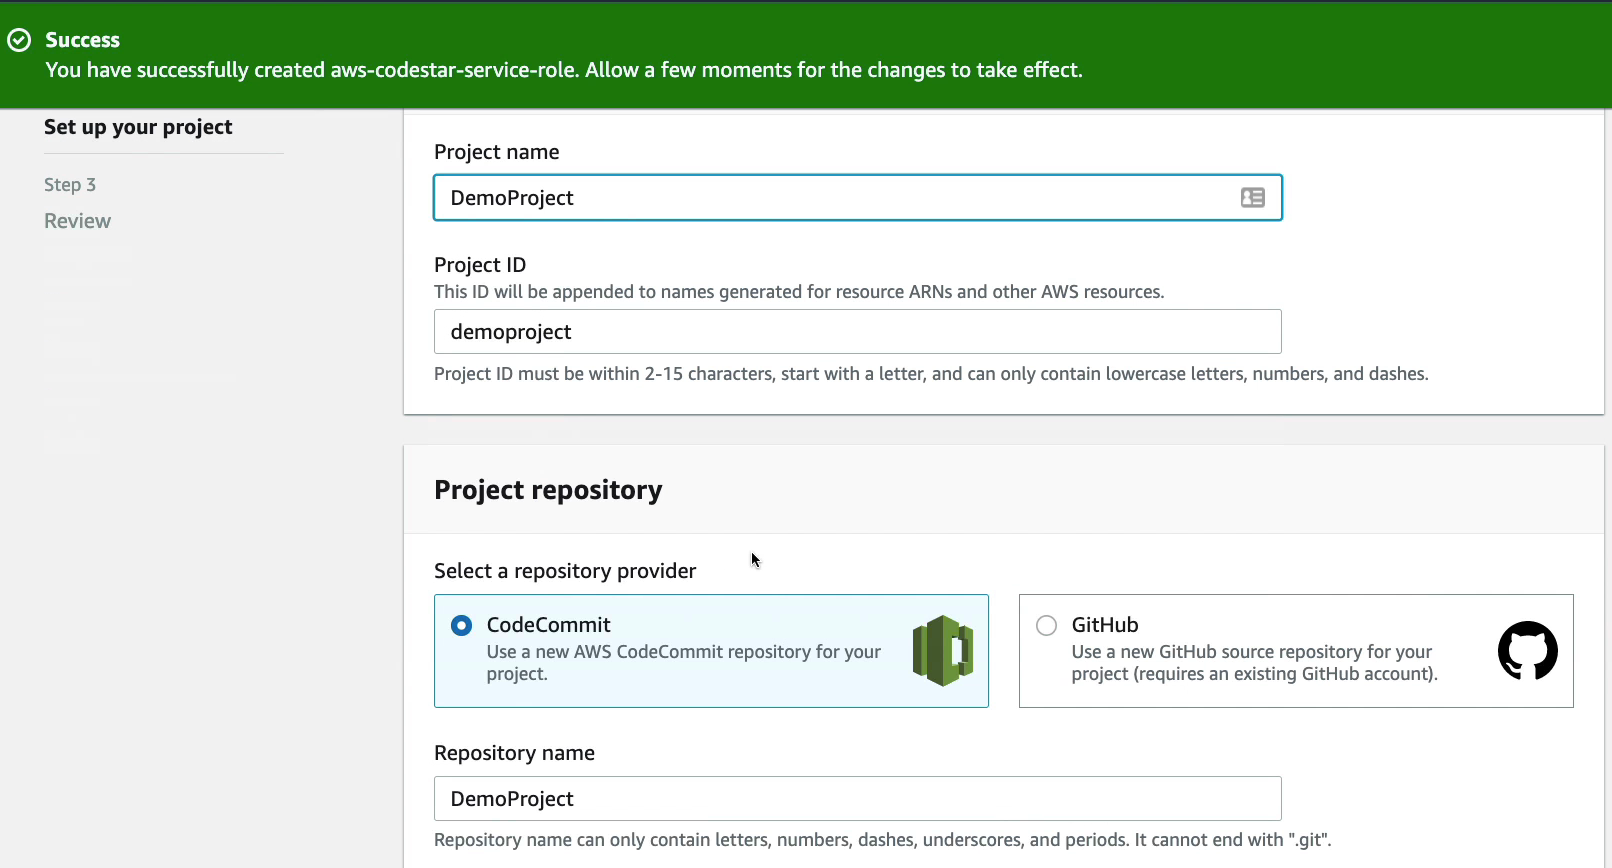 Success
You have successfully created aws-codestar-service-role. Allow a few moments for the changes to take effect.
Set up your project
Step 3
Review
Project name
DemoProject
Project ID
This ID will be appended to names generated for resource ARNs and other AWS resources.
demoproject
Project ID must be within 2-15 characters, start with a letter, and can only contain lowercase letters, numbers, and dashes.
Project repository
Select a repository provider
CodeCommit
Use a new AWS CodeCommit repository for your
project.
GitHub
Use a new GitHub source repository for your
project (requires an existing GitHub account).
Repository name
DemoProject
Repository name can only contain letters, numbers, dashes, underscores, and periods. It cannot end with ".git".